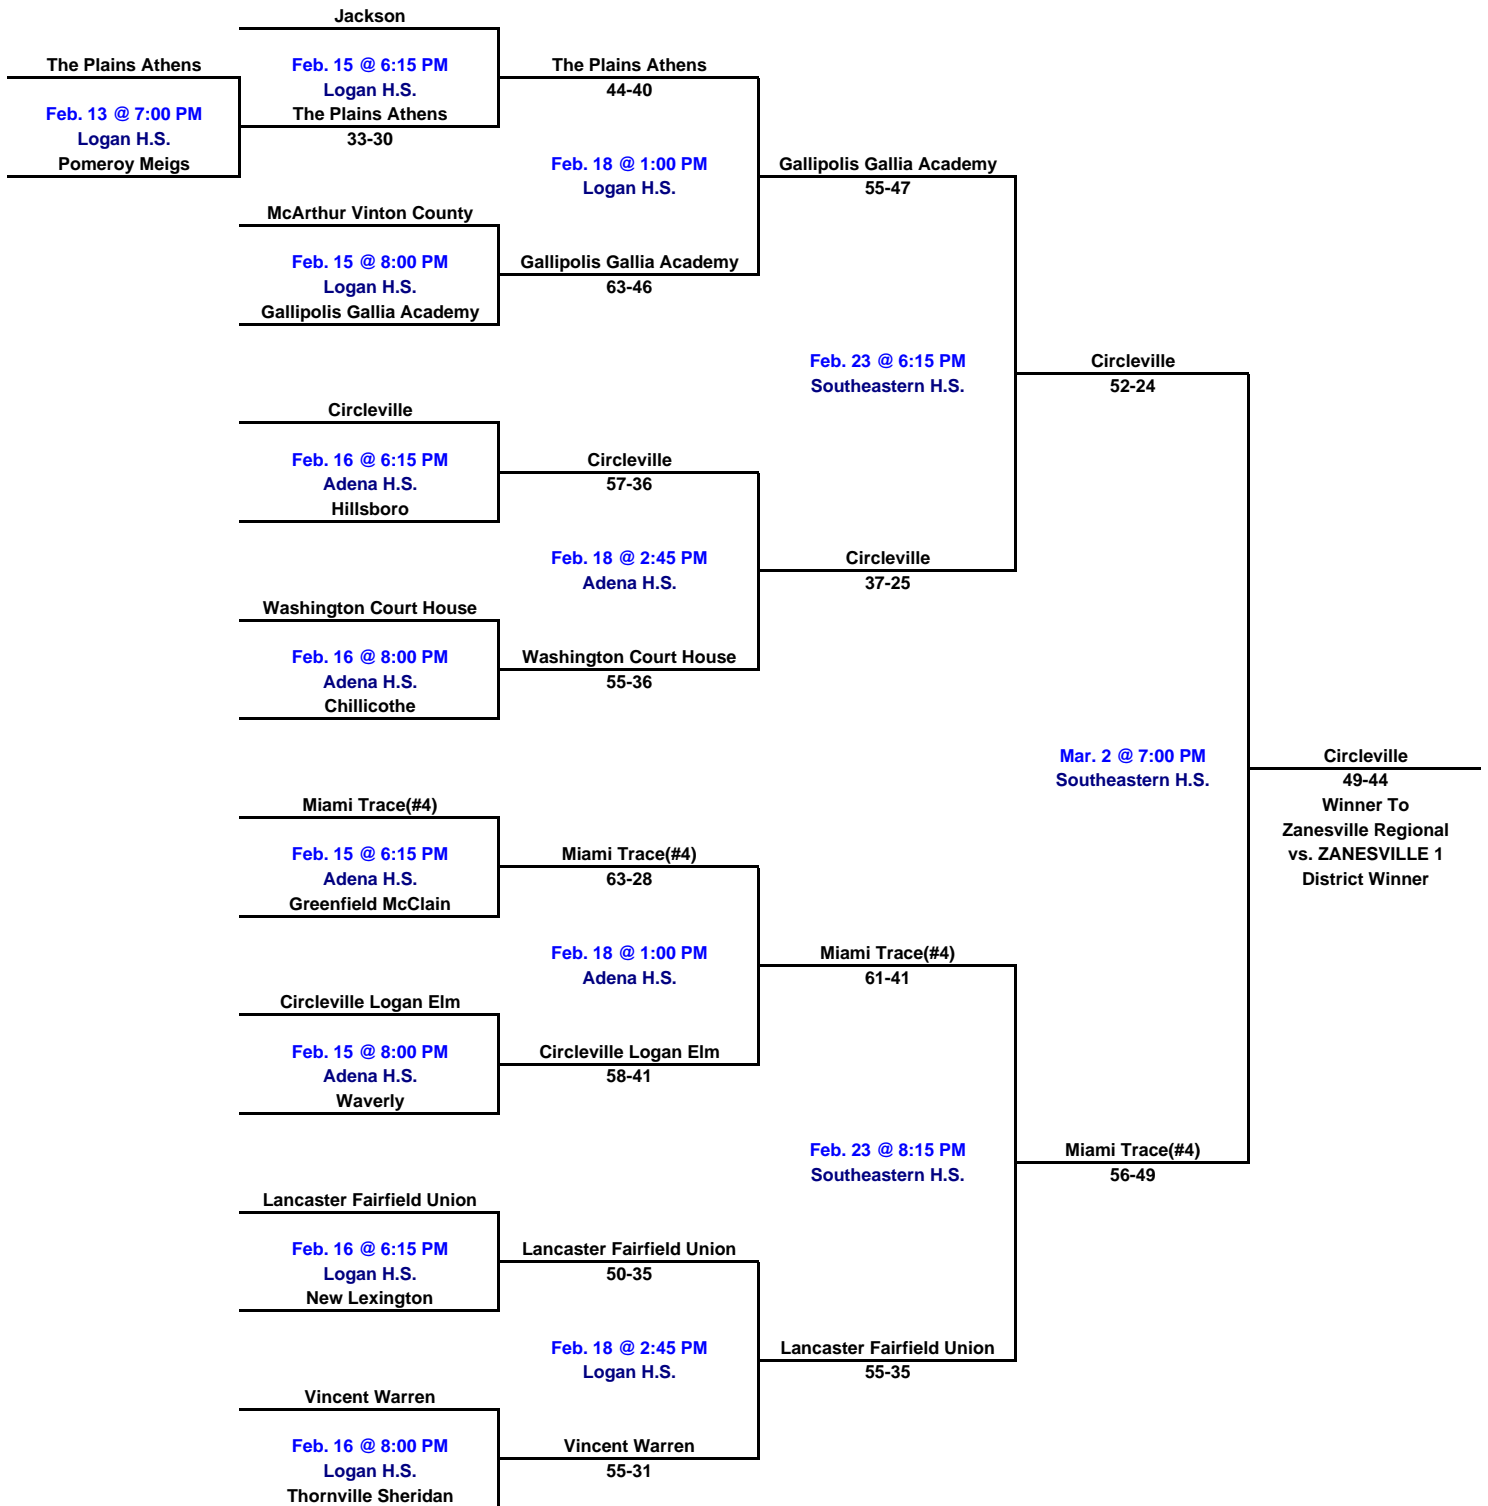 Jackson
The Plains Athens
Feb. 15 @ 6:15 PM
The Plains Athens
Logan H.S.
44-40
Feb. 13 @ 7:00 PM
The Plains Athens
Logan H.S.
33-30
Pomeroy Meigs
Feb. 18 @ 1:00 PM
Gallipolis Gallia Academy
Logan H.S.
55-47
McArthur Vinton County
Feb. 15 @ 8:00 PM
Gallipolis Gallia Academy
Logan H.S.
63-46
Gallipolis Gallia Academy
Feb. 23 @ 6:15 PM
Circleville
Southeastern H.S.
52-24
Circleville
Feb. 16 @ 6:15 PM
Circleville
Adena H.S.
57-36
Hillsboro
Feb. 18 @ 2:45 PM
Circleville
Adena H.S.
37-25
Washington Court House
Feb. 16 @ 8:00 PM
Washington Court House
Adena H.S.
55-36
Chillicothe
Mar. 2 @ 7:00 PM
Circleville
Southeastern H.S.
49-44
Winner To
Zanesville Regional
vs. ZANESVILLE 1
District Winner
Miami Trace(#4)
Feb. 15 @ 6:15 PM
Miami Trace(#4)
Adena H.S.
63-28
Greenfield McClain
Feb. 18 @ 1:00 PM
Miami Trace(#4)
Adena H.S.
61-41
Circleville Logan Elm
Feb. 15 @ 8:00 PM
Circleville Logan Elm
Adena H.S.
58-41
Waverly
Feb. 23 @ 8:15 PM
Miami Trace(#4)
Southeastern H.S.
56-49
Lancaster Fairfield Union
Feb. 16 @ 6:15 PM
Lancaster Fairfield Union
Logan H.S.
50-35
New Lexington
Feb. 18 @ 2:45 PM
Lancaster Fairfield Union
Logan H.S.
55-35
Vincent Warren
Feb. 16 @ 8:00 PM
Vincent Warren
Logan H.S.
55-31
Thornville Sheridan